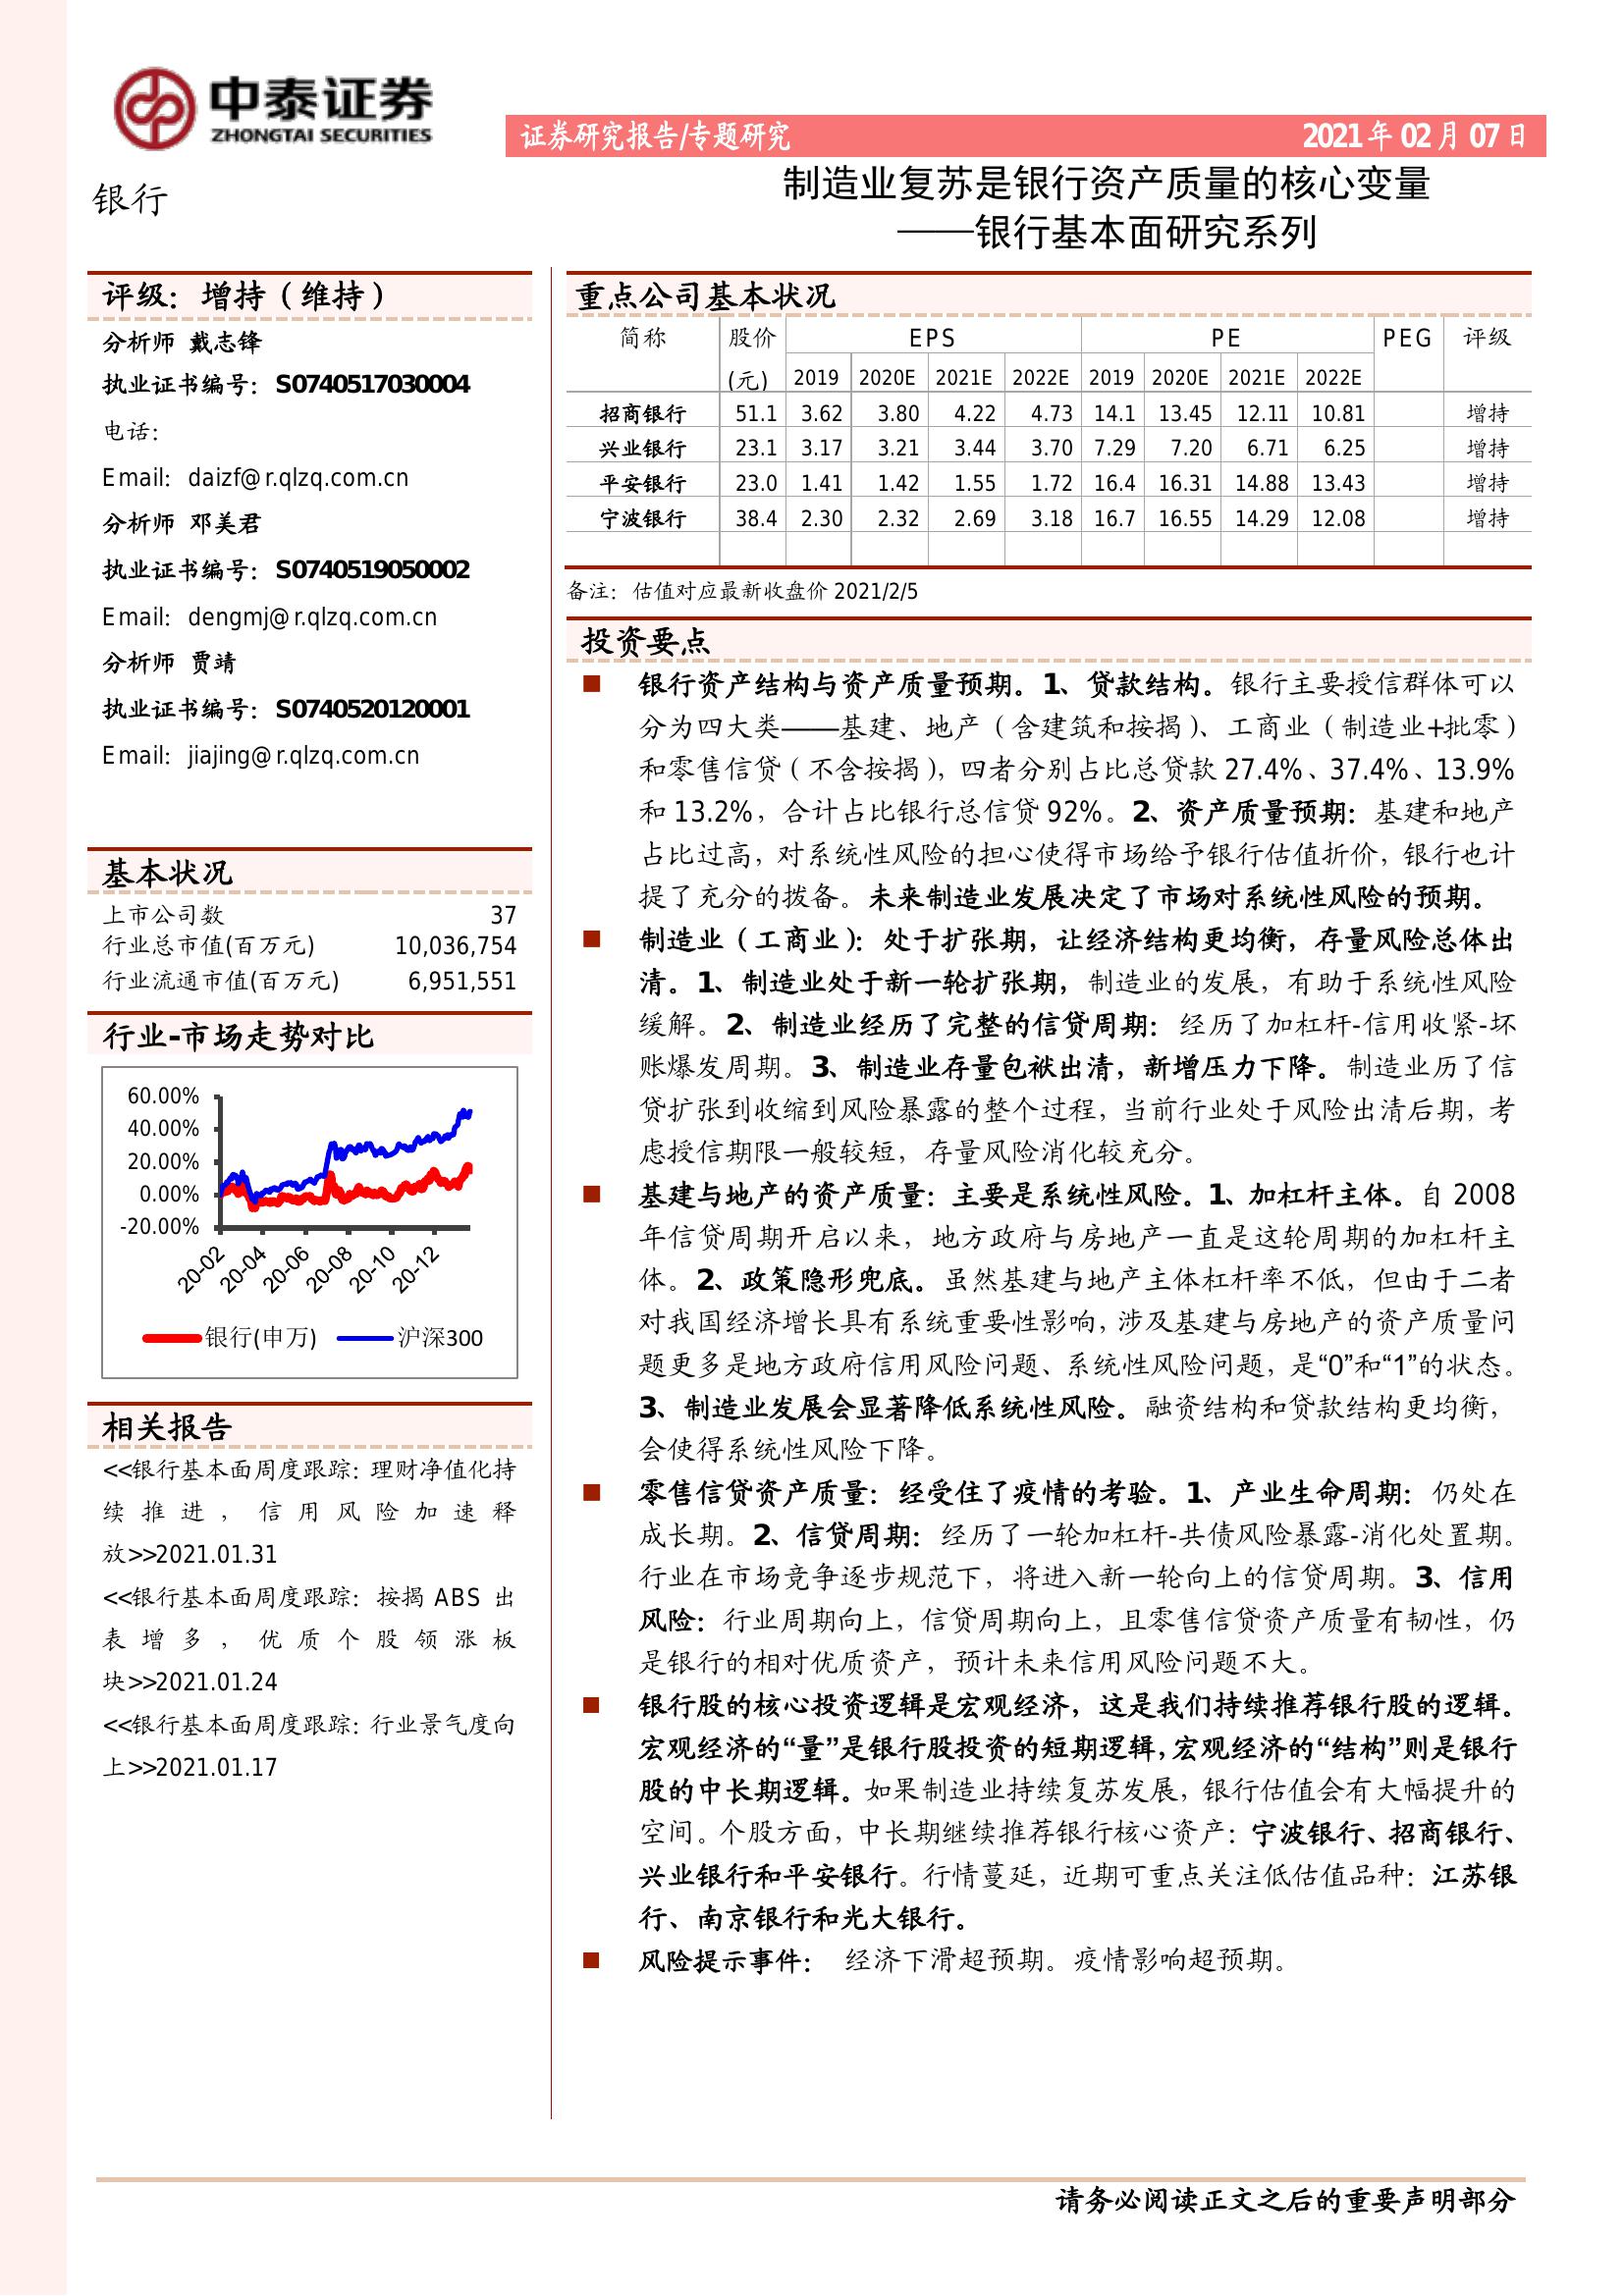 中泰证券
ZHONGTAI SECURITIES
证券研究报告/专题研究
2021年02月07日
银行
制造业复苏是银行资产质量的核心变量
——银行基本面研究系列
评级：增持（维持）
分析师 戴志锋
执业证书编号：S0740517030004
电话：
Email：daizf@r.qlzq.com.cn
分析师 邓美君
执业证书编号：S0740519050002
Email：dengmj@r.qlzq.com.cn
分析师 贾靖
执业证书编号：S0740520120001
Email：jiajing@r.qlzq.com.cn
基本状况
上市公司数 37
行业总市值(百万元) 10,036,754
行业流通市值(百万元) 6,951,551
行业-市场走势对比
60.00%
40.00%
20.00%
0.00%
-20.00%
20-02 20-04 20-06 20-08 20-10 20-12
银行(申万) 沪深300
相关报告
<<银行基本面周度跟踪：理财净值化持
续推进，信用风险加速释
放>>2021.01.31
<<银行基本面周度跟踪：按揭 ABS 出
表增多，优质个股领涨板
块>>2021.01.24
<<银行基本面周度跟踪：行业景气度向
上>>2021.01.17
重点公司基本状况
简称 股价 EPS PE PEG 评级
(元) 2019 2020E 2021E 2022E 2019 2020E 2021E 2022E
招商银行 51.1 3.62 3.80 4.22 4.73 14.1 13.45 12.11 10.81 增持
兴业银行 23.1 3.17 3.21 3.44 3.70 7.29 7.20 6.71 6.25 增持
平安银行 23.0 1.41 1.42 1.55 1.72 16.4 16.31 14.88 13.43 增持
宁波银行 38.4 2.30 2.32 2.69 3.18 16.7 16.55 14.29 12.08 增持
备注：估值对应最新收盘价 2021/2/5
投资要点
■ 银行资产结构与资产质量预期。1、贷款结构。银行主要授信群体可以
分为四大类——基建、地产（含建筑和按揭）、工商业（制造业+批零）
和零售信贷（不含按揭），四者分别占比总贷款 27.4%、37.4%、13.9%
和 13.2%，合计占比银行总信贷 92%。2、资产质量预期：基建和地产
占比过高，对系统性风险的担心使得市场给予银行估值折价，银行也计
提了充分的拨备。未来制造业发展决定了市场对系统性风险的预期。
■ 制造业（工商业）：处于扩张期，让经济结构更均衡，存量风险总体出
清。1、制造业处于新一轮扩张期，制造业的发展，有助于系统性风险
缓解。2、制造业经历了完整的信贷周期：经历了加杠杆-信用收紧-坏
账爆发周期。3、制造业存量包袱出清，新增压力下降。制造业历了信
贷扩张到收缩到风险暴露的整个过程，当前行业处于风险出清后期，考
虑授信期限一般较短，存量风险消化较充分。
■ 基建与地产的资产质量：主要是系统性风险。1、加杠杆主体。自 2008
年信贷周期开启以来，地方政府与房地产一直是这轮周期的加杠杆主
体。2、政策隐形兜底。虽然基建与地产主体杠杆率不低，但由于二者
对我国经济增长具有系统重要性影响，涉及基建与房地产的资产质量问
题更多是地方政府信用风险问题、系统性风险问题，是“0”和“1”的状态。
3、制造业发展会显著降低系统性风险。融资结构和贷款结构更均衡，
会使得系统性风险下降。
■ 零售信贷资产质量：经受住了疫情的考验。1、产业生命周期：仍处在
成长期。2、信贷周期：经历了一轮加杠杆-共债风险暴露-消化处置期。
行业在市场竞争逐步规范下，将进入新一轮向上的信贷周期。3、信用
风险：行业周期向上，信贷周期向上，且零售信贷资产质量有韧性，仍
是银行的相对优质资产，预计未来信用风险问题不大。
■ 银行股的核心投资逻辑是宏观经济，这是我们持续推荐银行股的逻辑。
宏观经济的“量”是银行股投资的短期逻辑，宏观经济的“结构”则是银行
股的中长期逻辑。如果制造业持续复苏发展，银行估值会有大幅提升的
空间。个股方面，中长期继续推荐银行核心资产：宁波银行、招商银行、
兴业银行和平安银行。行情蔓延，近期可重点关注低估值品种：江苏银
行、南京银行和光大银行。
■ 风险提示事件： 经济下滑超预期。疫情影响超预期。
请务必阅读正文之后的重要声明部分